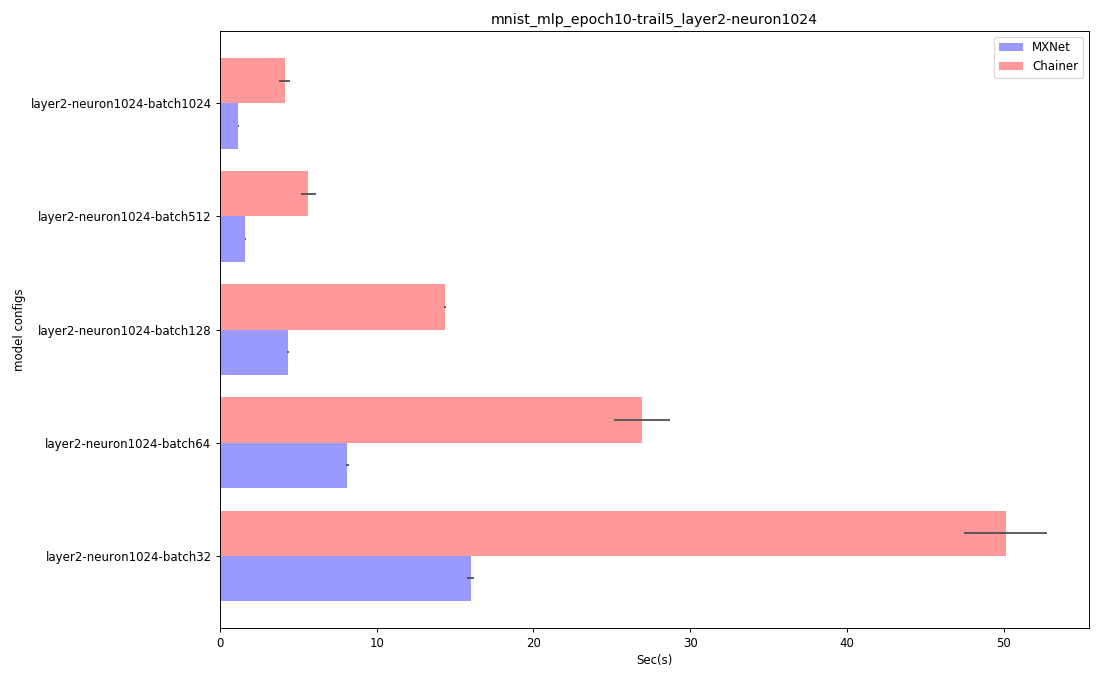 mnist_mlp_epoch10-trail5_layer2-neuron1024
MXNet
Chainer
layer2-neuron1024-batch1024
layer2-neuron1024-batch512
layer2-neuron1024-batch128
layer2-neuron1024-batch64
layer2-neuron1024-batch32
model configs
0 10 20 30 40 50
Sec(s)